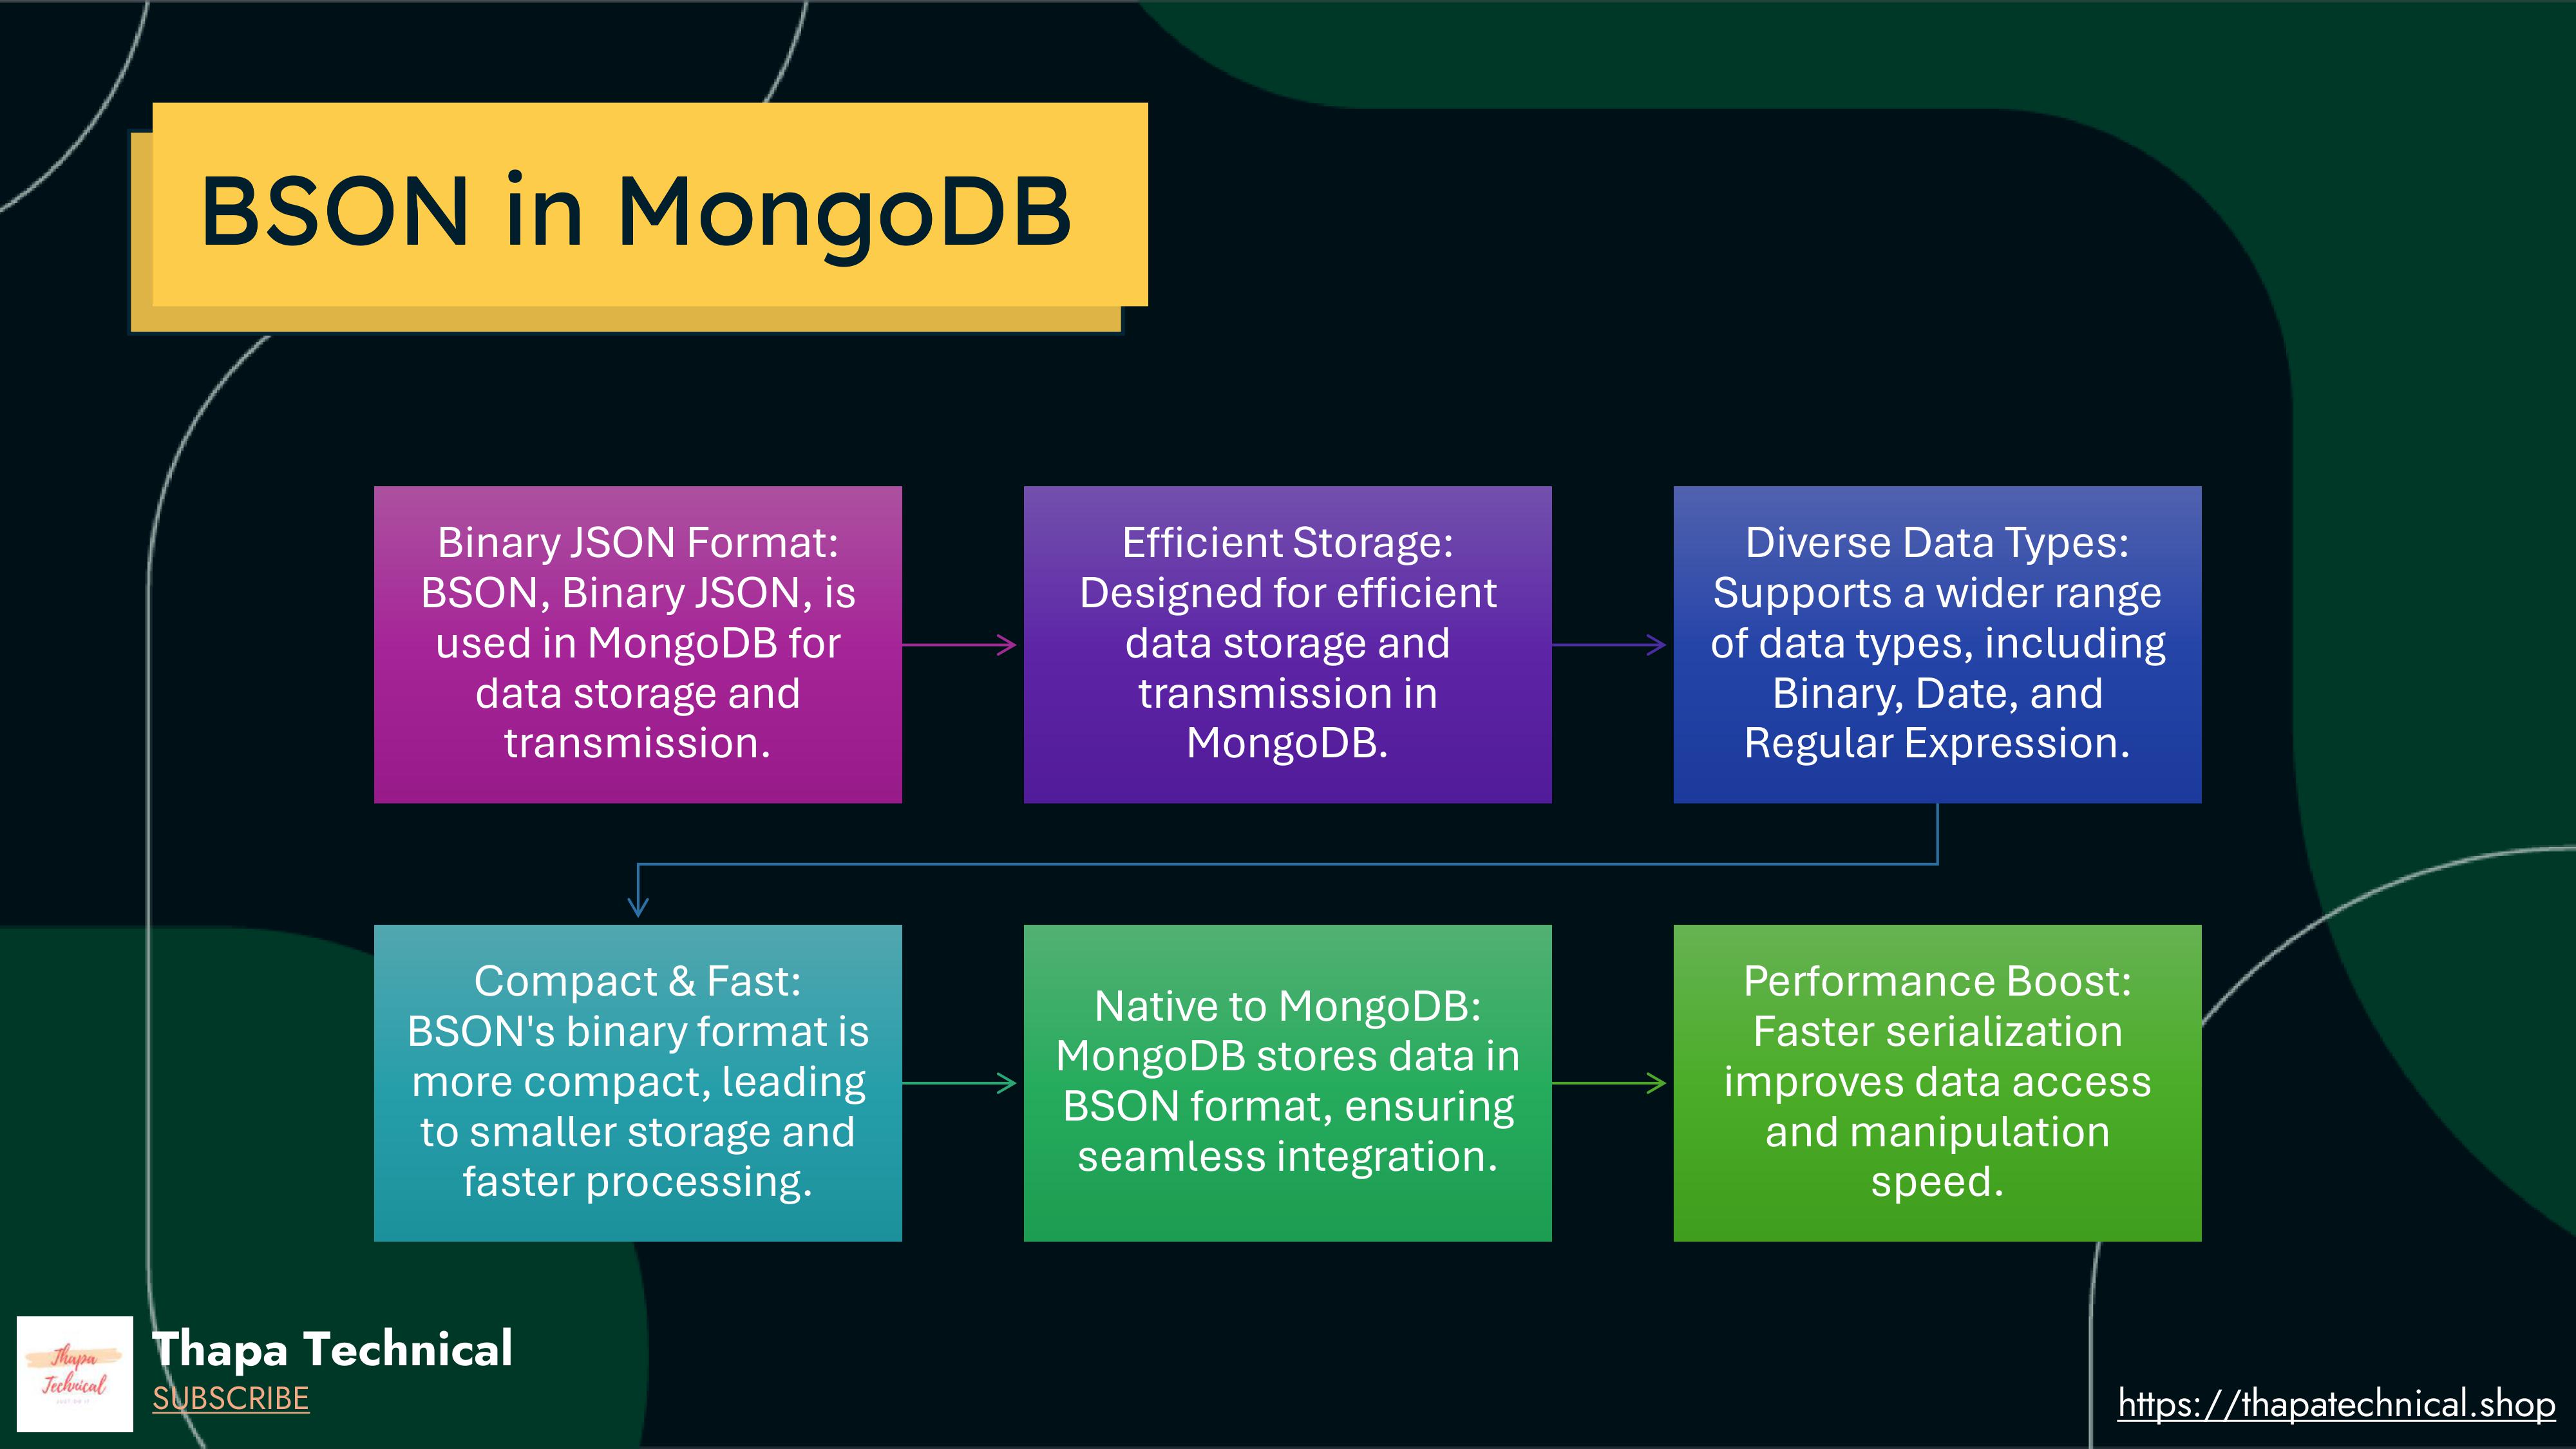 BSON in MongoDB
Binary JSON Format:
BSON, Binary JSON, is
used in MongoDB for
data storage and
transmission.
Efficient Storage:
Designed for efficient
data storage and
transmission in
MongoDB.
Diverse Data Types:
Supports a wider range
of data types, including
Binary, Date, and
Regular Expression.
Compact & Fast:
BSON's binary format is
more compact, leading
to smaller storage and
faster processing.
Native to MongoDB:
MongoDB stores data in
BSON format, ensuring
seamless integration.
Performance Boost:
Faster serialization
improves data access
and manipulation
speed.
Thapa
Technical
Thapa Technical
SUBSCRIBE
https://thapatechnical.shop